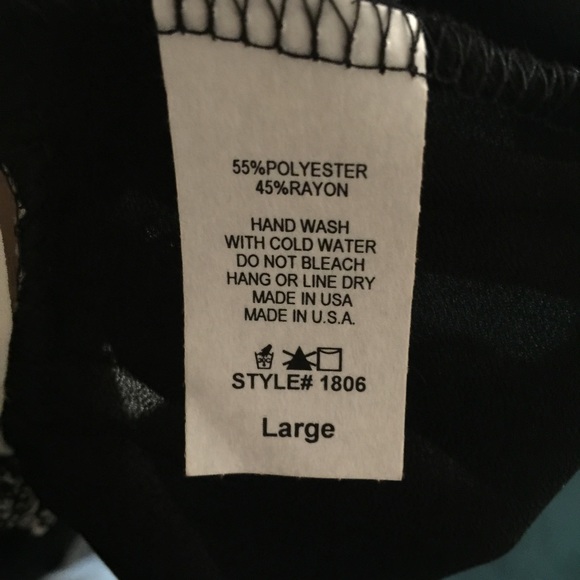 55%POLYESTER
45%RAYON
HAND WASH
WITH COLD WATER
DO NOT BLEACH
HANG OR LINE DRY
MADE IN USA
MADE IN U.S.A.
STYLE# 1806
Large